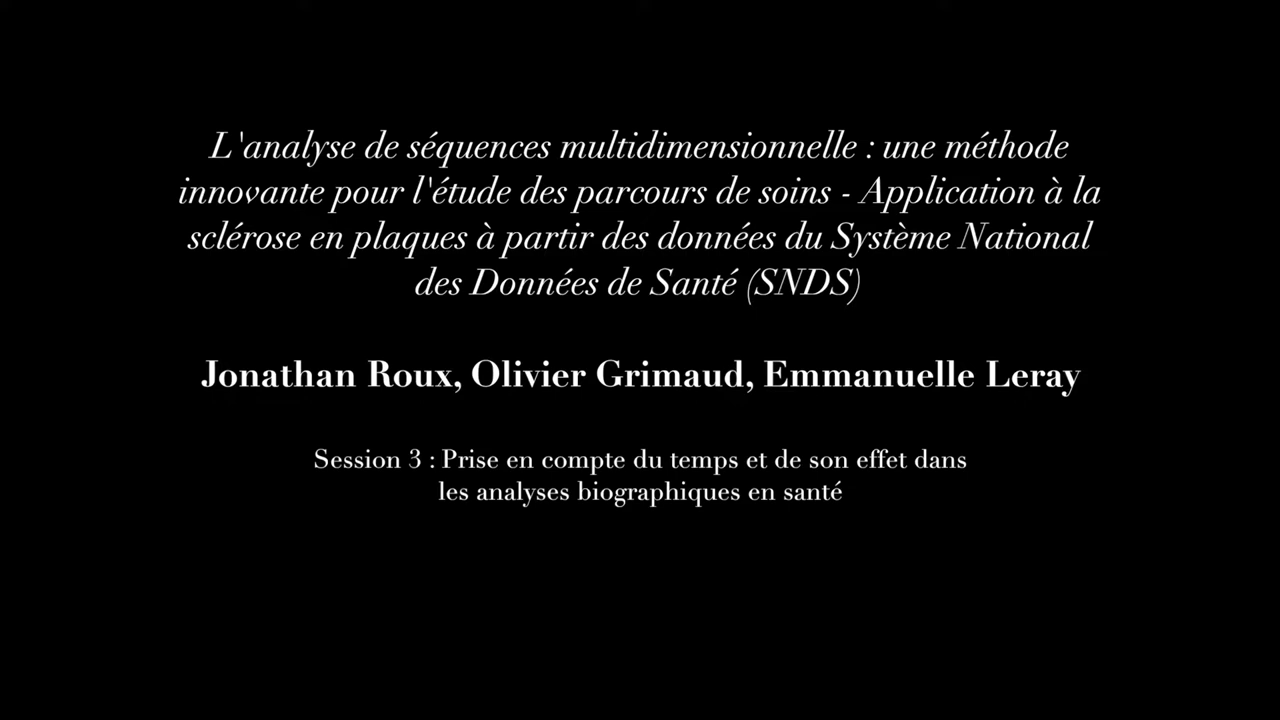 L'analyse de séquences multidimensionnelle : une méthode
innovante pour l'étude des parcours de soins - Application à la
sclérose en plaques à partir des données du Système National
des Données de Santé (SNDS)
Jonathan Roux, Olivier Grimaud, Emmanuelle Leray
Session 3 : Prise en compte du temps et de son effet dans
les analyses biographiques en santé